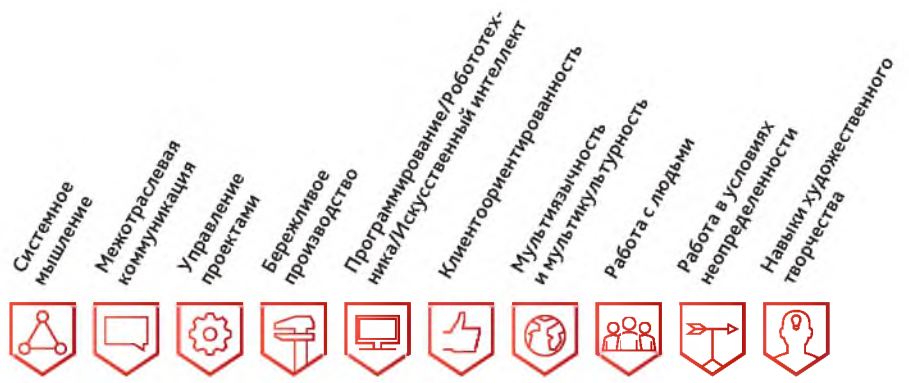 Системное
мышление
Межотраслевая
коммуникация
Управление
проектами
Бережливое
производство
Программирование/Робототех-
ника/Искусственный интеллект
Клиентоориентированность
Мультиязычность
и мультикультурность
Работа с людьми
Работа в условиях
неопределенности
Навыки художественного
творчества